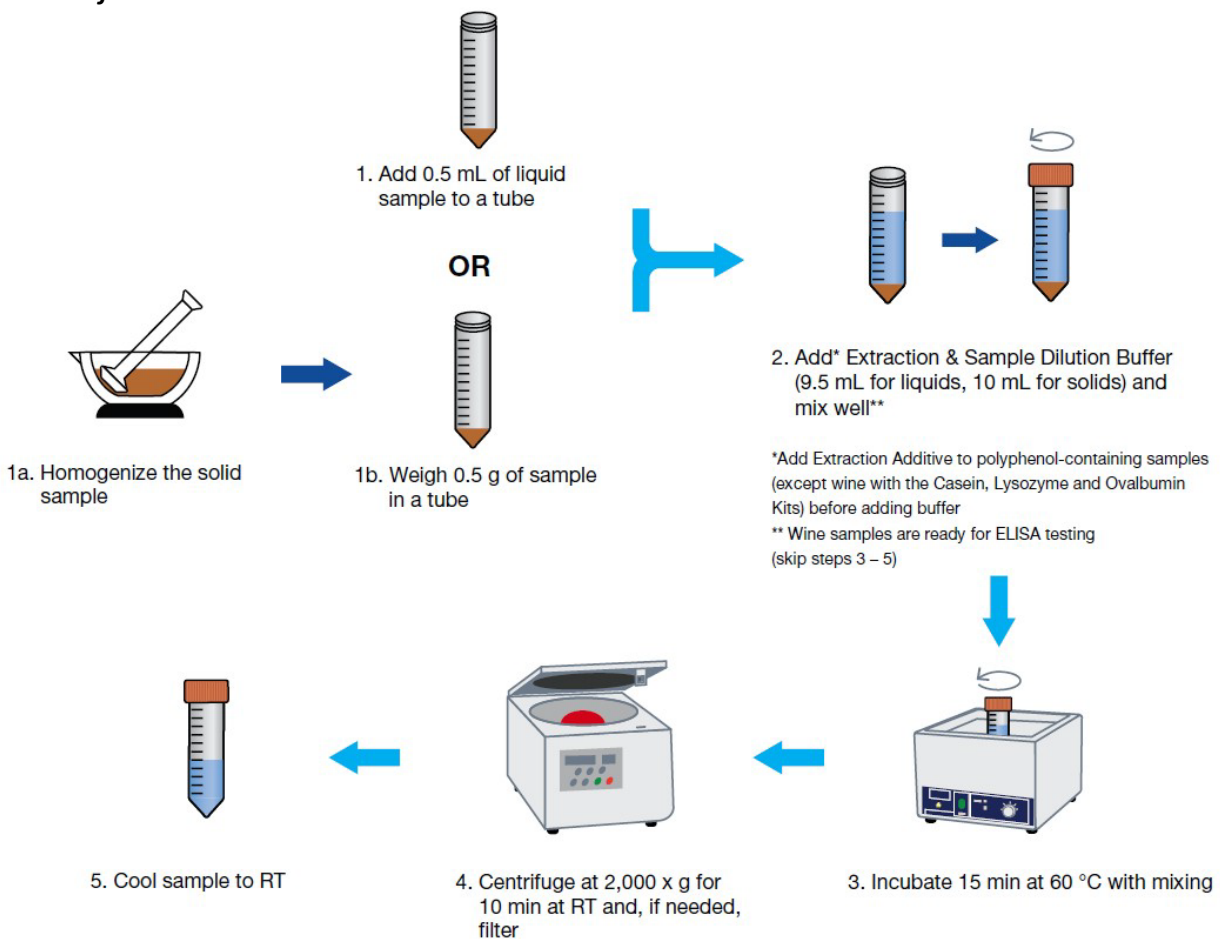 1. Add 0.5 mL of liquid
sample to a tube
OR
1a. Homogenize the solid
sample
1b. Weigh 0.5 g of sample
in a tube
2. Add* Extraction & Sample Dilution Buffer
(9.5 mL for liquids, 10 mL for solids) and
mix well**
*Add Extraction Additive to polyphenol-containing samples
(except wine with the Casein, Lysozyme and Ovalbumin
Kits) before adding buffer
** Wine samples are ready for ELISA testing
(skip steps 3 – 5)
3. Incubate 15 min at 60 °C with mixing
4. Centrifuge at 2,000 x g for
10 min at RT and, if needed,
filter
5. Cool sample to RT